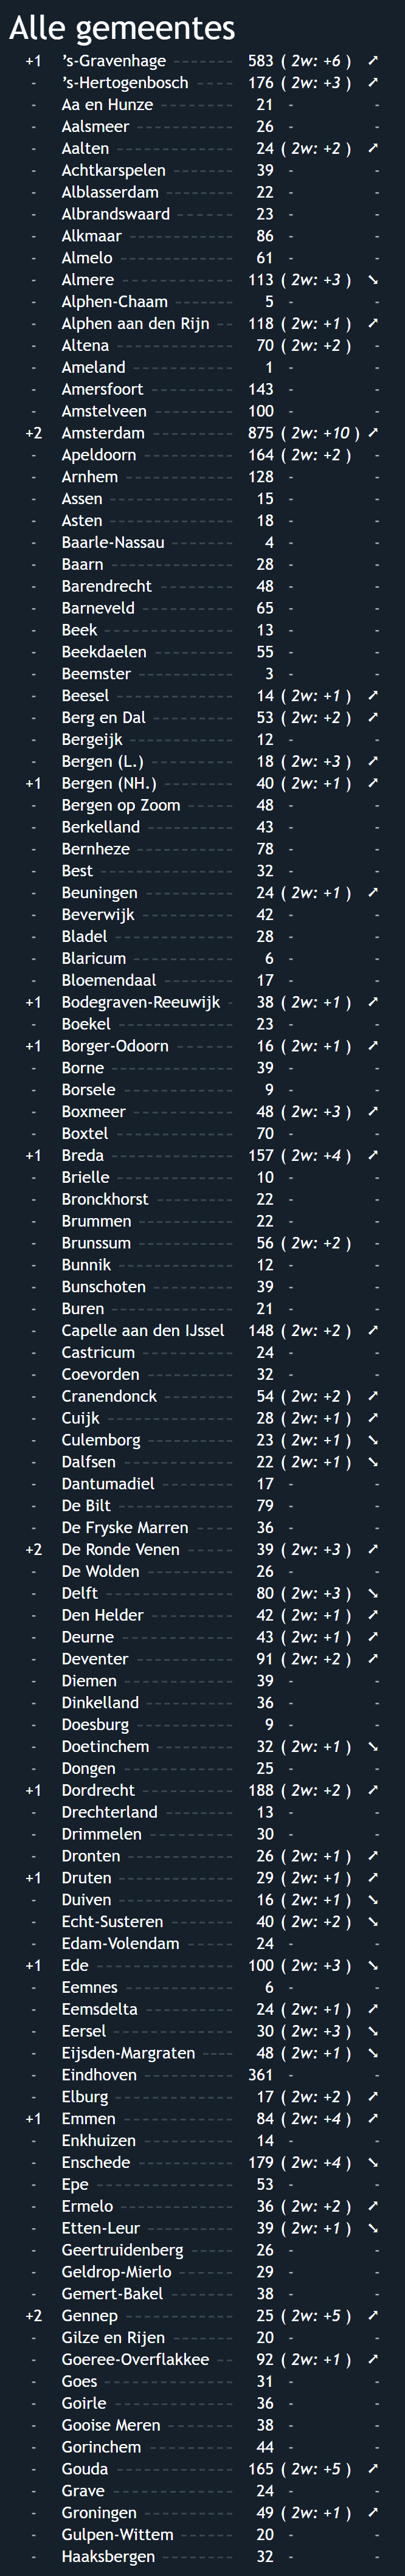 Alle gemeentes
+1 ’s-Gravenhage 583 ( 2w: +6 ) ➚
- ’s-Hertogenbosch 176 ( 2w: +3 ) ➚
- Aa en Hunze 21 - -
- Aalsmeer 26 - -
- Aalten 24 ( 2w: +2 ) ➚
- Achtkarspelen 39 - -
- Alblasserdam 22 - -
- Albrandswaard 23 - -
- Alkmaar 86 - -
- Almelo 61 - -
- Almere 113 ( 2w: +3 ) ➘
- Alphen-Chaam 5 - -
- Alphen aan den Rijn 118 ( 2w: +1 ) ➚
- Altena 70 ( 2w: +2 ) -
- Ameland 1 - -
- Amersfoort 143 - -
- Amstelveen 100 - -
+2 Amsterdam 875 ( 2w: +10 ) ➚
- Apeldoorn 164 ( 2w: +2 ) -
- Arnhem 128 - -
- Assen 15 - -
- Asten 18 - -
- Baarle-Nassau 4 - -
- Baarn 28 - -
- Barendrecht 48 - -
- Barneveld 65 - -
- Beek 13 - -
- Beekdaelen 55 - -
- Beemster 3 - -
- Beesel 14 ( 2w: +1 ) ➚
- Berg en Dal 53 ( 2w: +2 ) ➚
- Bergeijk 12 - -
- Bergen (L.) 18 ( 2w: +3 ) ➚
+1 Bergen (NH.) 40 ( 2w: +1 ) ➚
- Bergen op Zoom 48 - -
- Berkelland 43 - -
- Bernheze 78 - -
- Best 32 - -
- Beuningen 24 ( 2w: +1 ) ➚
- Beverwijk 42 - -
- Bladel 28 - -
- Blaricum 6 - -
- Bloemendaal 17 - -
+1 Bodegraven-Reeuwijk 38 ( 2w: +1 ) ➚
- Boekel 23 - -
+1 Borger-Odoorn 16 ( 2w: +1 ) ➚
- Borne 39 - -
- Borsele 9 - -
- Boxmeer 48 ( 2w: +3 ) ➚
- Boxtel 70 - -
+1 Breda 157 ( 2w: +4 ) ➚
- Brielle 10 - -
- Bronckhorst 22 - -
- Brummen 22 - -
- Brunssum 56 ( 2w: +2 ) -
- Bunnik 12 - -
- Bunschoten 39 - -
- Buren 21 - -
- Capelle aan den IJssel 148 ( 2w: +2 ) ➚
- Castricum 24 - -
- Coevorden 32 - -
- Cranendonck 54 ( 2w: +2 ) ➚
- Cuijk 28 ( 2w: +1 ) ➚
- Culemborg 23 ( 2w: +1 ) ➘
- Dalfsen 22 ( 2w: +1 ) ➘
- Dantumadiel 17 - -
- De Bilt 79 - -
- De Fryske Marren 36 - -
+2 De Ronde Venen 39 ( 2w: +3 ) ➚
- De Wolden 26 - -
- Delft 80 ( 2w: +3 ) ➘
- Den Helder 42 ( 2w: +1 ) ➚
- Deurne 43 ( 2w: +1 ) ➚
- Deventer 91 ( 2w: +2 ) ➚
- Diemen 39 - -
- Dinkelland 36 - -
- Doesburg 9 - -
- Doetinchem 32 ( 2w: +1 ) ➘
- Dongen 25 - -
+1 Dordrecht 188 ( 2w: +2 ) ➚
- Drechterland 13 - -
- Drimmelen 30 - -
- Dronten 26 ( 2w: +1 ) ➚
+1 Druten 29 ( 2w: +1 ) ➚
- Duiven 16 ( 2w: +1 ) ➘
- Echt-Susteren 40 ( 2w: +2 ) ➘
- Edam-Volendam 24 - -
+1 Ede 100 ( 2w: +3 ) ➘
- Eemnes 6 - -
- Eemsdelta 24 ( 2w: +1 ) ➚
- Eersel 30 ( 2w: +3 ) ➘
- Eijsden-Margraten 48 ( 2w: +1 ) ➘
- Eindhoven 361 - -
- Elburg 17 ( 2w: +2 ) ➚
+1 Emmen 84 ( 2w: +4 ) ➚
- Enkhuizen 14 - -
- Enschede 179 ( 2w: +4 ) ➘
- Epe 53 - -
- Ermelo 36 ( 2w: +2 ) ➚
- Etten-Leur 39 ( 2w: +1 ) ➘
- Geertruidenberg 26 - -
- Geldrop-Mierlo 29 - -
- Gemert-Bakel 38 - -
+2 Gennep 25 ( 2w: +5 ) ➚
- Gilze en Rijen 20 - -
- Goeree-Overflakkee 92 ( 2w: +1 ) ➚
- Goes 31 - -
- Goirle 36 - -
- Gooise Meren 38 - -
- Gorinchem 44 - -
- Gouda 165 ( 2w: +5 ) ➚
- Grave 24 - -
- Groningen 49 ( 2w: +1 ) ➚
- Gulpen-Wittem 20 - -
- Haaksbergen 32 - -